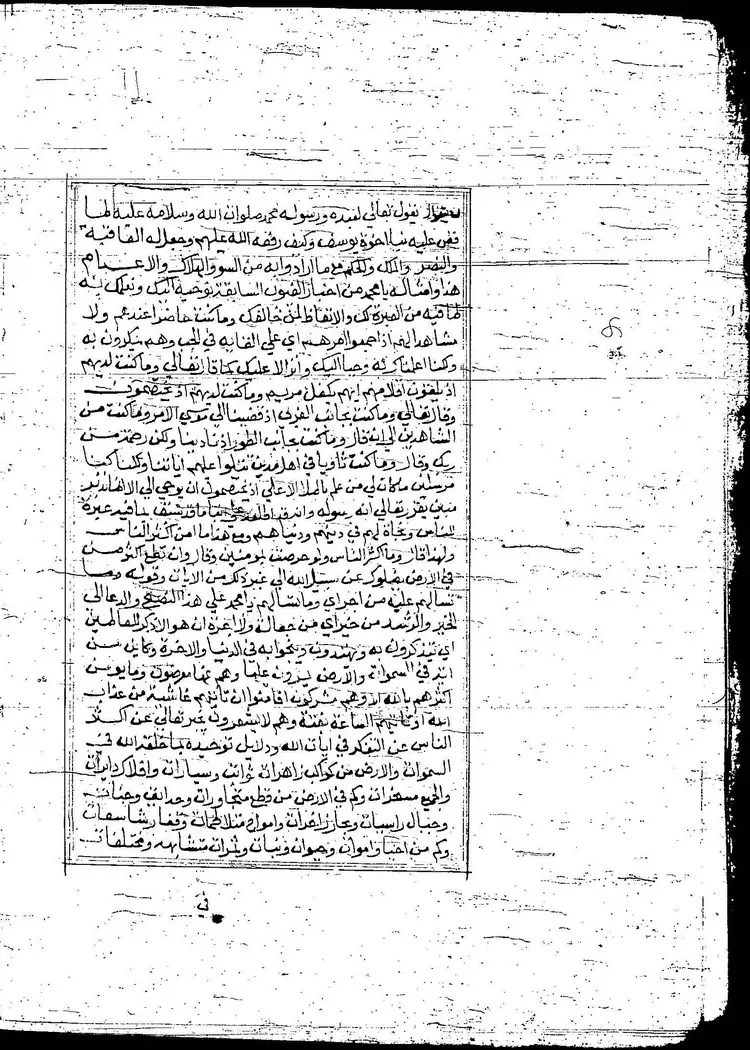 يقول تعالى لعبده ورسوله محمد صلوات الله وسلامه عليه لما
قص عليه نبا اخوة يوسف وكيف رفعه الله عليهم وجعل له العاقبة
والنصر والملك والحكم مع ما ارادوا به من السوء والهلاك والاعدام
هذا وامثاله يا محمد من اخبار الغيوب السابقة نوحيه اليك ونعلمك به
لما فيه من العبرة لك والاتعاظ لمن خالفك وما كنت حاضرا عندهم ولا
مشاهدا لهم اذ اجمعوا امرهم اي على القايه في الجب وهم يمكرون به
ولكنا اعلمناك به وحيا اليك وانزالا عليك كما قال تعالى وما كنت لديهم
اذ يلقون اقلامهم ايهم يكفل مريم وما كنت لديهم اذ يختصمون
وقال تعالى وما كنت بجانب الغربي اذ قضينا الى موسى الامر وما كنت من
الشاهدين الى ان قال وما كنت بجانب الطور اذ نادينا ولكن رحمة من
ربك وقال وما كنت ثاويا في اهل مدين تتلوا عليهم اياتنا ولكنا كنا
مرسلين ما كان لي من علم بالملا الاعلى اذ يختصمون ان يوحى الي الا انما انا نذير
مبين يقرر تعالى انه رسوله وانه قد اطلعه على انباء ما قد سبق بما فيه عبرة
للناس ونجاة لهم في دينهم ودنياهم ومع هذا ما امن اكثر الناس
ولهذا قال وما اكثر الناس ولو حرصت بمومنين وقال وان تطع اكثر من
في الارض يضلوك عن سبيل الله الى غير ذلك من الايات وقوله وما
تسالهم عليه من اجر اي وما تسالهم يا محمد على هذا النصح والدعا الى
الخير والرشد من اجر اي من جعالة ولا اجرة ان هو الا ذكر للعالمين
اي يتذكرون به ويهتدون وينجوا به في الدنيا والاخرة وكاين من
اية في السموات والارض يمرون عليها وهم عنها معرضون وما يومن
اكثرهم بالله الا وهم مشركون افامنوا ان تاتيهم غاشية من عذاب
الله او تاتيهم الساعة بغتة وهم لا يشعرون يخبر تعالى عن اكثر
الناس عن التفكر في ايات الله ودلايل توحيده بما خلقه الله في
السموات والارض من كواكب زاهرات ثوابت وسيارات وافلاك دايرات
والجميع مسخرات وكم في الارض من قطع متجاورات وحدايق وجنات
وجبال راسيات وبحار زاخرات وامواج متلاطمات وقفار شاسعات
وكم من احيا واموات وحيوان ونبات وثمرات متشابهه ومختلفات
في